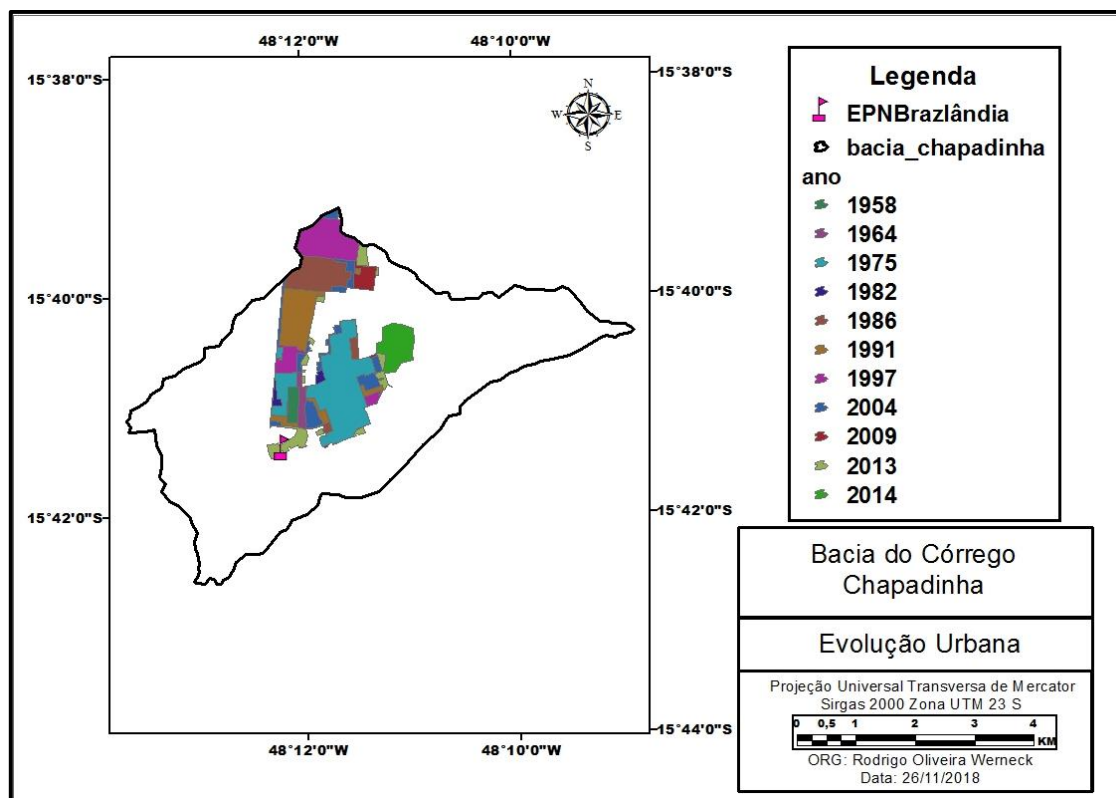 48°12'0"W
48°10'0"W
15°38'0"S
15°38'0"S
N
W
E
S
15°40'0"S
15°40'0"S
15°42'0"S
15°42'0"S
15°44'0"S
48°12'0"W
48°10'0"W
Legenda
EPNBrazlândia
bacia_chapadinha
ano
1958
1964
1975
1982
1986
1991
1997
2004
2009
2013
2014
Bacia do Córrego
Chapadinha
Evolução Urbana
Projeção Universal Transversa de Mercator
Sirgas 2000 Zona UTM 23 S
0 0,5 1 2 3 4
KM
ORG: Rodrigo Oliveira Werneck
Data: 26/11/2018